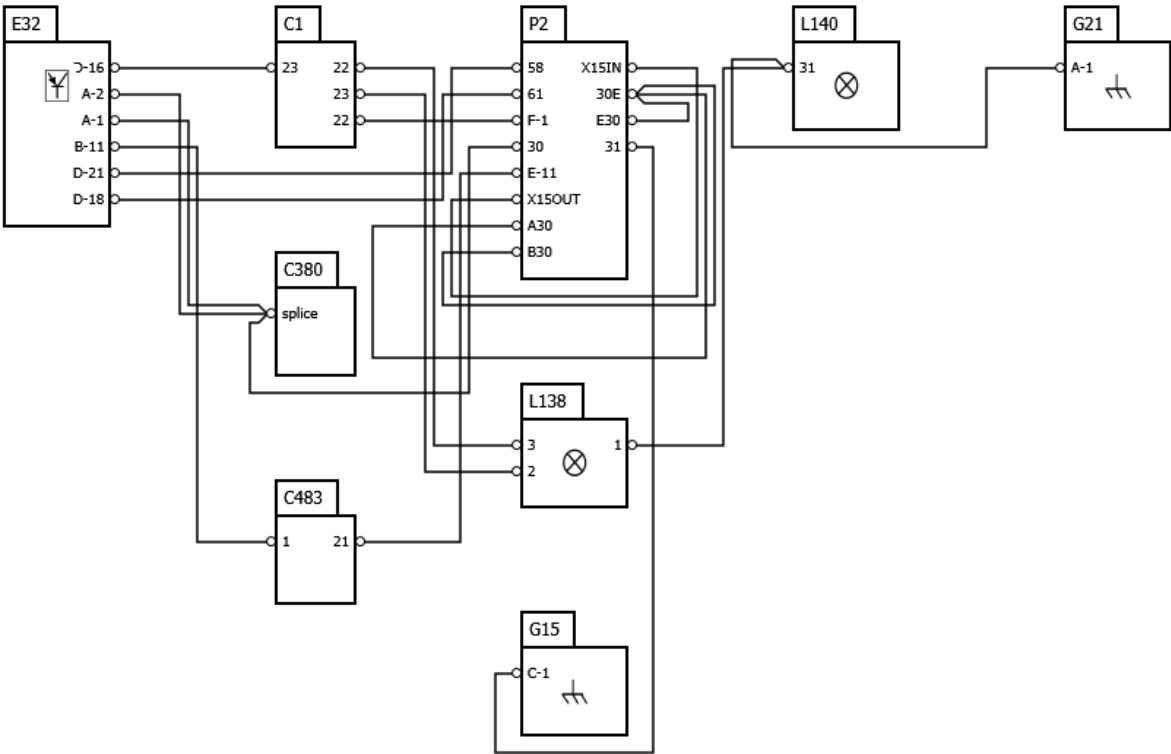 E32
D-16
A-2
A-1
B-11
D-21
D-18
C1
23 22
23
22
C380
splice
C483
1 21
P2
58 X15IN
61 30E
F-1 E30
30 31
E-11
X15OUT
A30
B30
L138
3 1
2
G15
C-1
L140
31
G21
A-1